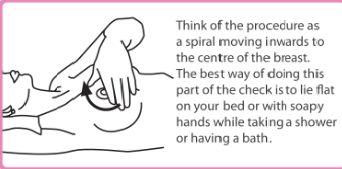 Think of the procedure as
a spiral moving inwards to
the centre of the breast.
The best way of doing this
part of the check is to lie flat
on your bed or with soapy
hands while taking a shower
or having a bath.